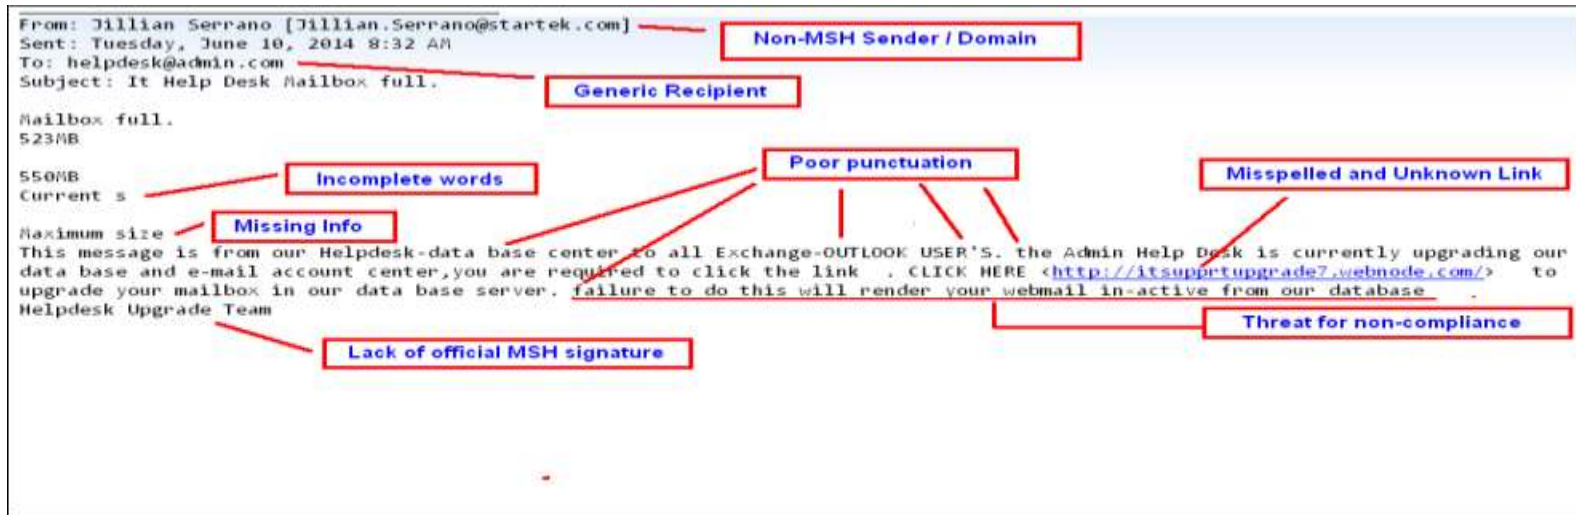 From: Jillian Serrano [Jillian.Serrano@startek.com]
Non-MSH Sender / Domain
Sent: Tuesday, June 10, 2014 8:32 AM
To: helpdesk@admin.com
Subject: It Help Desk Mailbox full.
Generic Recipient
Mailbox full.
523MB
Poor punctuation
550MB
Incomplete words
Misspelled and Unknown Link
Current s
Missing Info
Maximum size
This message is from our Helpdesk-data base center to all Exchange-OUTLOOK USER'S. the Admin Help Desk is currently upgrading our
data base and e-mail account center,you are required to click the link . CLICK HERE <http://itsupprtupgrade7.webnode.com/> to
upgrade your mailbox in our data base server. failure to do this will render your webmail in-active from our database .
Helpdesk Upgrade Team
Threat for non-compliance
Lack of official MSH signature